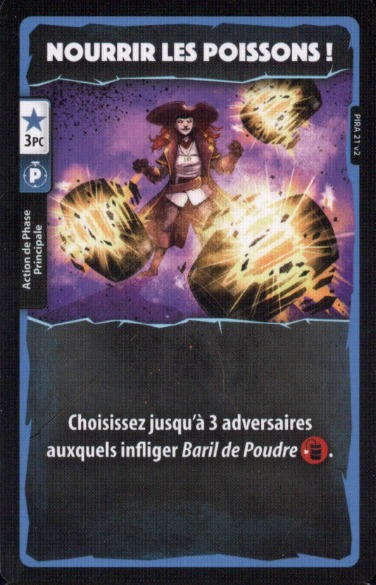 NOURRIR LES POISSONS !
3PC
P
PIRA 21 v2
Action de Phase
Principale
Choisissez jusqu'à 3 adversaires
auxquels infliger Baril de Poudre .